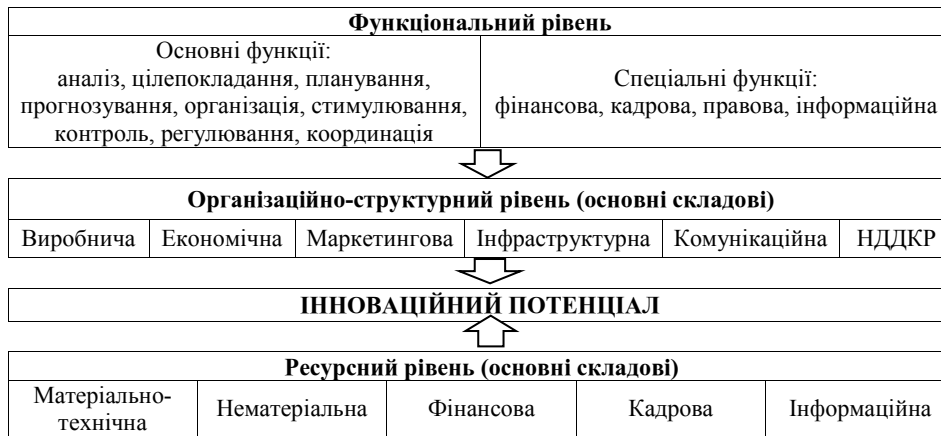 Функціональний рівень
Основні функції:
аналіз, цілепокладання, планування,
прогнозування, організація, стимулювання,
контроль, регулювання, координація
Спеціальні функції:
фінансова, кадрова, правова, інформаційна
Організаційно-структурний рівень (основні складові)
Виробнича Економічна Маркетингова Інфраструктурна Комунікаційна НДДКР
ІННОВАЦІЙНИЙ ПОТЕНЦІАЛ
Ресурсний рівень (основні складові)
Матеріально-
технічна
Нематеріальна Фінансова Кадрова Інформаційна